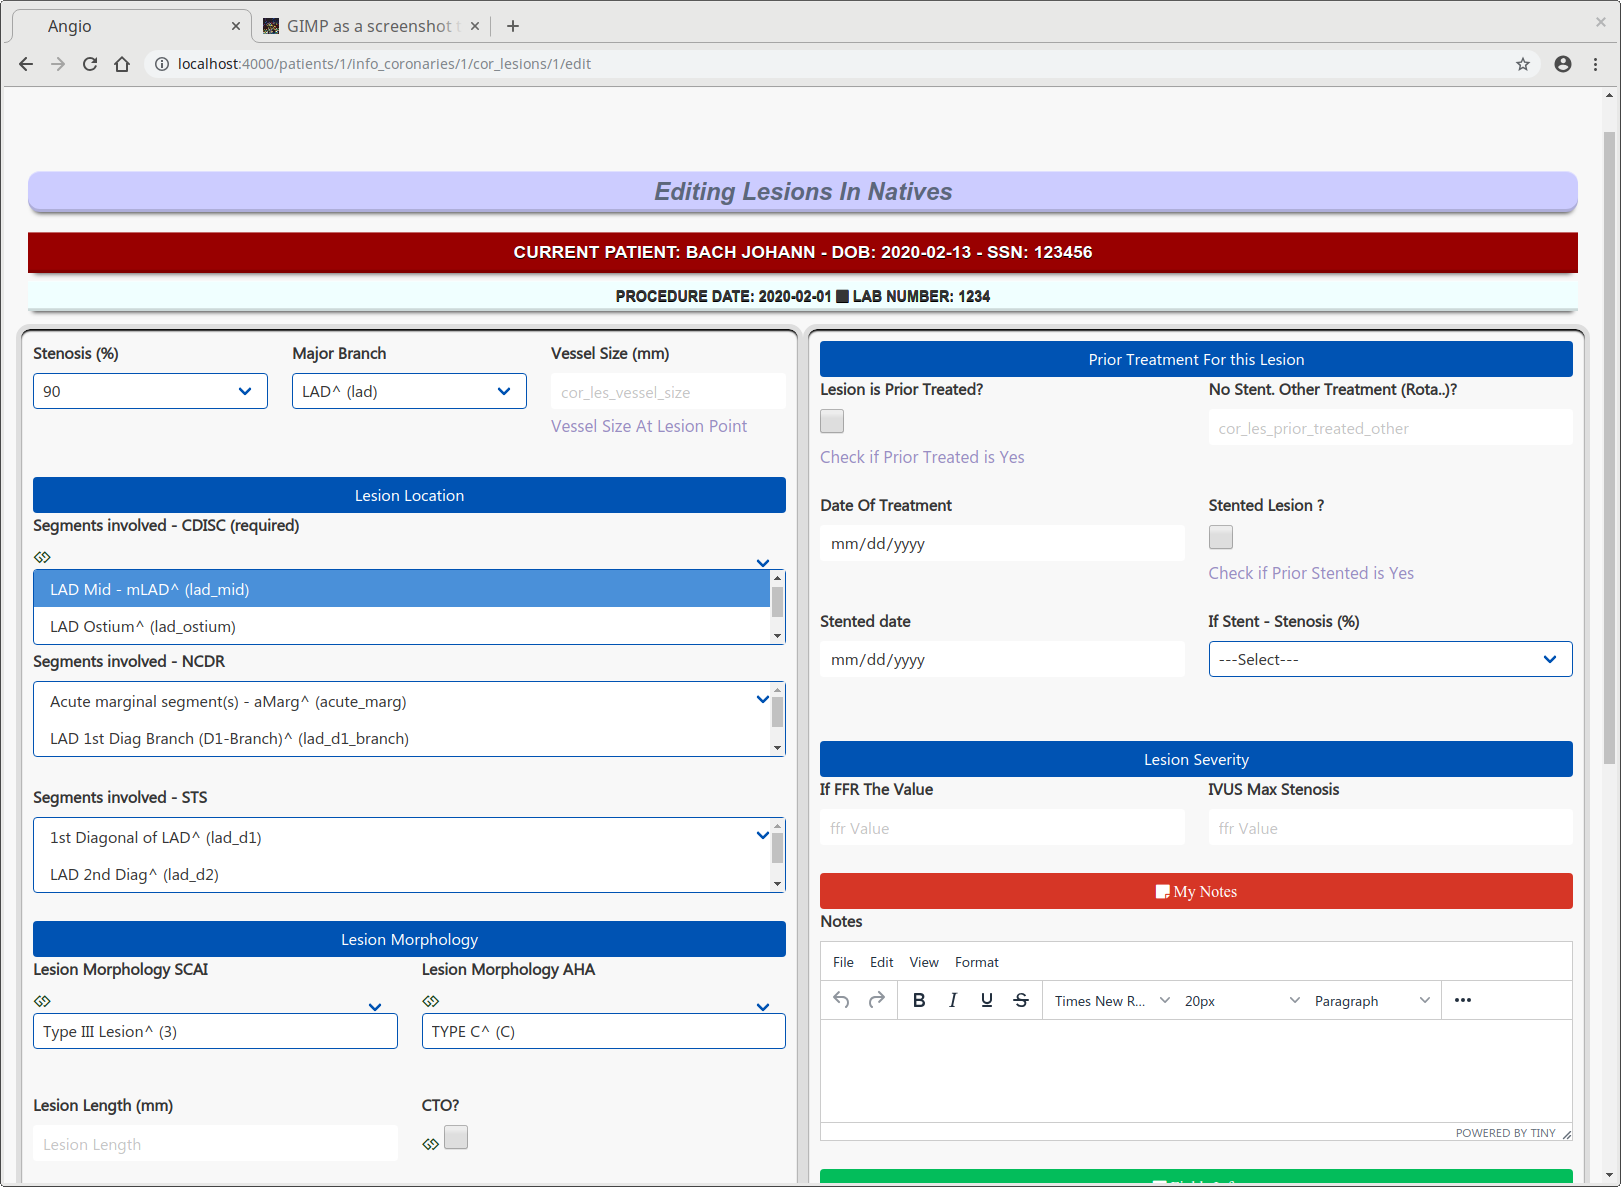 Angio
GIMP as a screenshot
localhost:4000/patients/1/info_coronaries/1/cor_lesions/1/edit
Editing Lesions In Natives
CURRENT PATIENT: BACH JOHANN - DOB: 2020-02-13 - SSN: 123456
PROCEDURE DATE: 2020-02-01 LAB NUMBER: 1234
Stenosis (%)
Major Branch
Vessel Size (mm)
90
LAD^ (lad)
cor_les_vessel_size
Vessel Size At Lesion Point
Lesion Location
Segments involved - CDISC (required)
LAD Mid - mLAD^ (lad_mid)
LAD Ostium^ (lad_ostium)
Segments involved - NCDR
Acute marginal segment(s) - aMarg^ (acute_marg)
LAD 1st Diag Branch (D1-Branch)^ (lad_d1_branch)
Segments involved - STS
1st Diagonal of LAD^ (lad_d1)
LAD 2nd Diag^ (lad_d2)
Lesion Morphology
Lesion Morphology SCAI
Lesion Morphology AHA
Type III Lesion^ (3)
TYPE C^ (C)
Lesion Length (mm)
CTO?
Lesion Length
Prior Treatment For this Lesion
Lesion is Prior Treated?
No Stent. Other Treatment (Rota..)?
cor_les_prior_treated_other
Check if Prior Treated is Yes
Date Of Treatment
Stented Lesion ?
mm/dd/yyyy
Check if Prior Stented is Yes
Stented date
If Stent - Stenosis (%)
mm/dd/yyyy
---Select---
Lesion Severity
If FFR The Value
IVUS Max Stenosis
ffr Value
ffr Value
My Notes
Notes
File Edit View Format
B I U S Times New R... 20px Paragraph
POWERED BY TINY